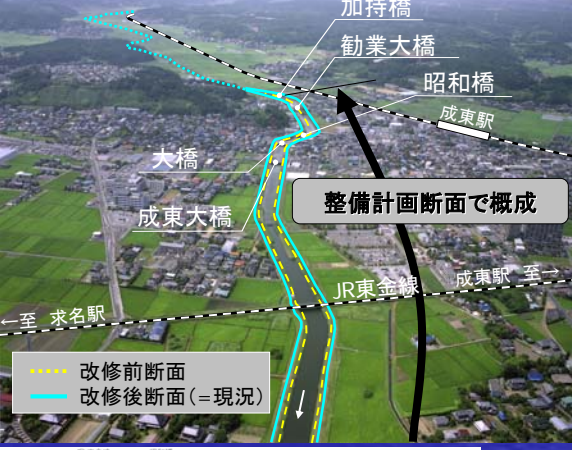 加持橋
勧業大橋
昭和橋
成東駅
大橋
成東大橋
整備計画断面で概成
JR東金線
成東駅 至→
←至 求名駅
改修前断面
改修後断面(=現況)